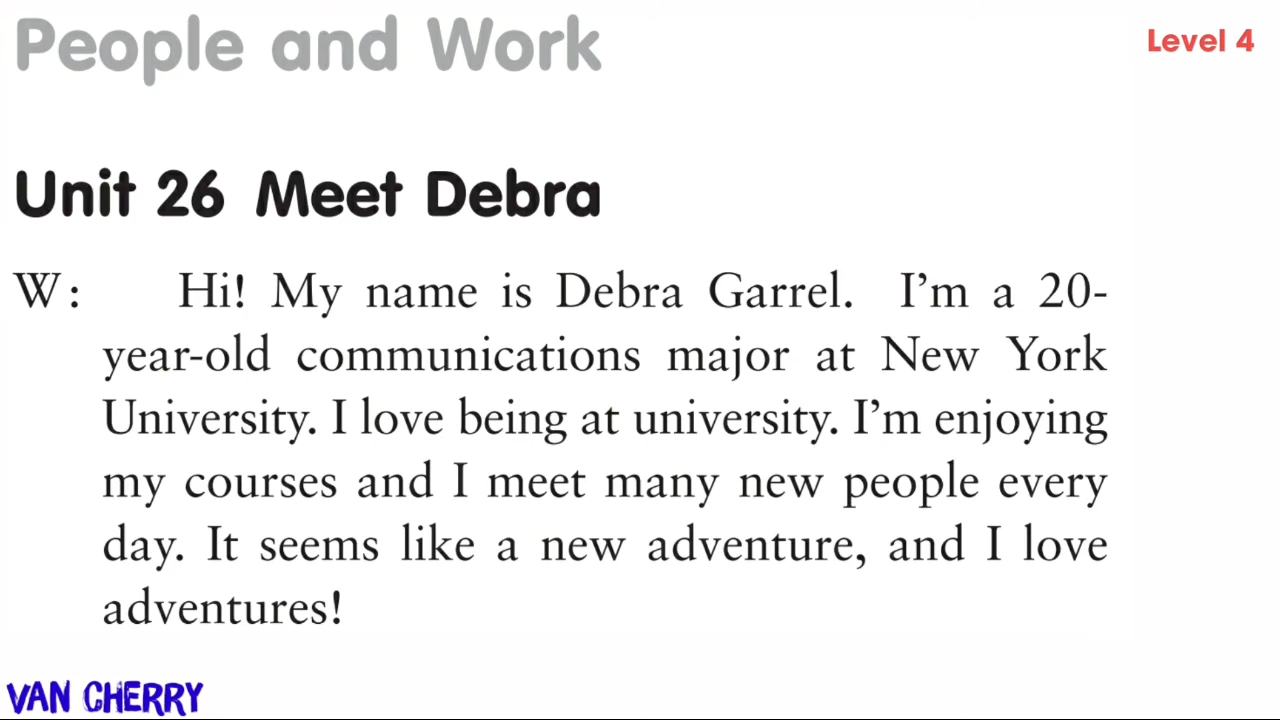 People and Work
Level 4
Unit 26 Meet Debra
W: Hi! My name is Debra Garrel. I'm a 20-
year-old communications major at New York
University. I love being at university. I'm enjoying
my courses and I meet many new people every
day. It seems like a new adventure, and I love
adventures!
VAN CHERRY